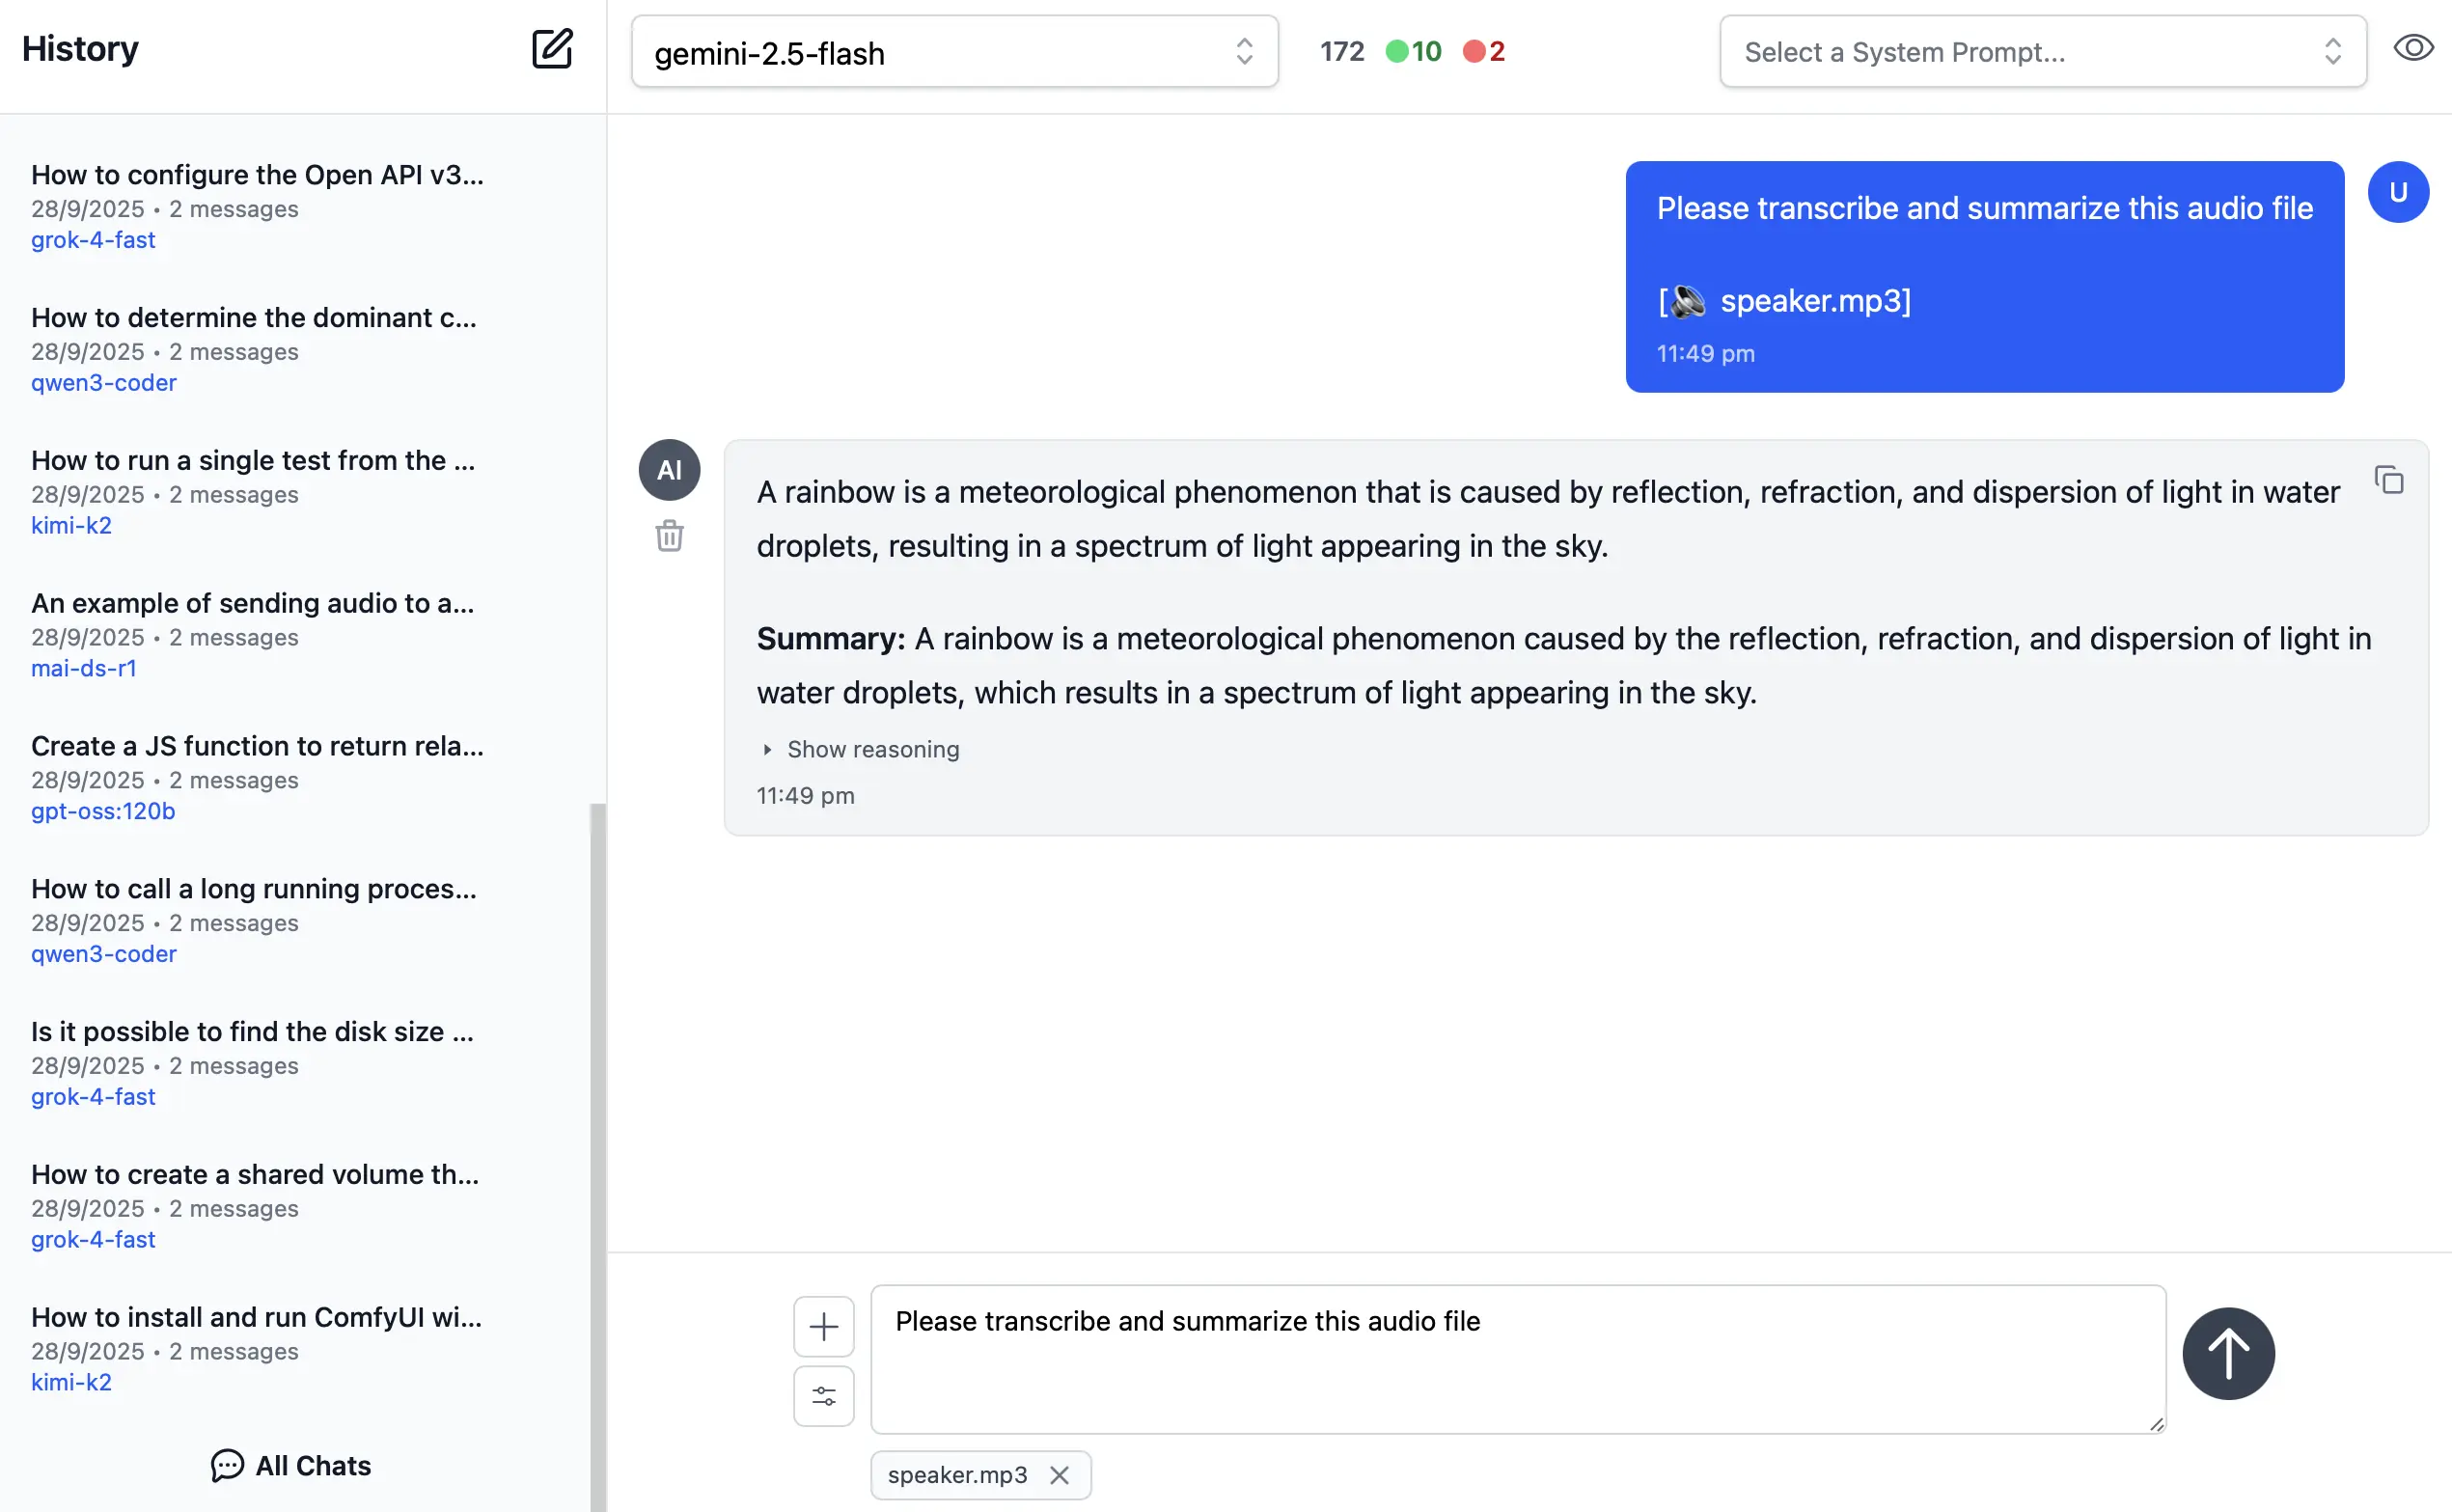 History
How to configure the Open API v3...
28/9/2025 • 2 messages
grok-4-fast
How to determine the dominant c...
28/9/2025 • 2 messages
qwen3-coder
How to run a single test from the ...
28/9/2025 • 2 messages
kimi-k2
An example of sending audio to a...
28/9/2025 • 2 messages
mai-ds-r1
Create a JS function to return rela...
28/9/2025 • 2 messages
gpt-oss:120b
How to call a long running proces...
28/9/2025 • 2 messages
qwen3-coder
Is it possible to find the disk size ...
28/9/2025 • 2 messages
grok-4-fast
How to create a shared volume th...
28/9/2025 • 2 messages
grok-4-fast
How to install and run ComfyUI wi...
28/9/2025 • 2 messages
kimi-k2
All Chats
gemini-2.5-flash
172 10 2
Select a System Prompt...
Please transcribe and summarize this audio file
[🔊 speaker.mp3]
11:49 pm
U
AI
A rainbow is a meteorological phenomenon that is caused by reflection, refraction, and dispersion of light in water
droplets, resulting in a spectrum of light appearing in the sky.
Summary: A rainbow is a meteorological phenomenon caused by the reflection, refraction, and dispersion of light in
water droplets, which results in a spectrum of light appearing in the sky.
Show reasoning
11:49 pm
Please transcribe and summarize this audio file
speaker.mp3